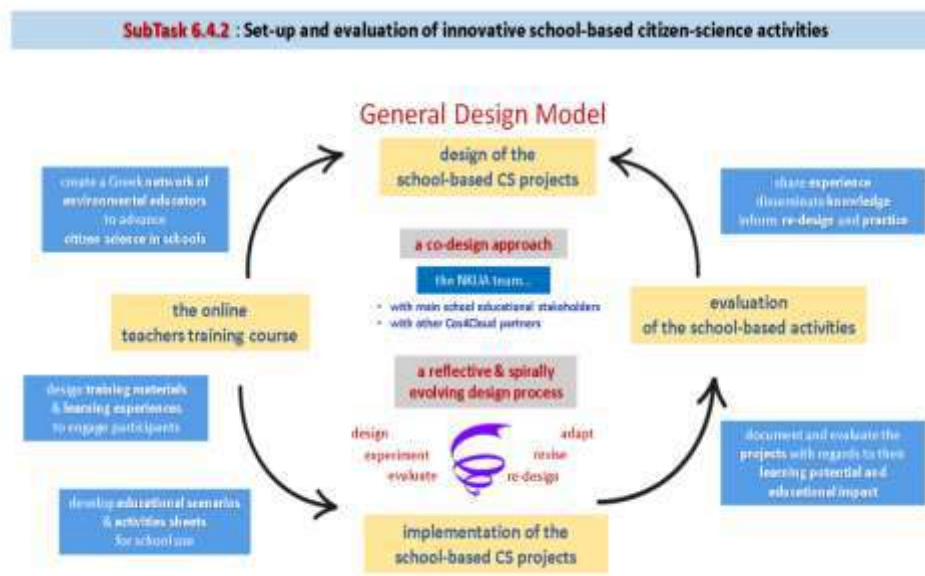 SubTask 6.4.2 : Set-up and evaluation of innovative school-based citizen-science activities
General Design Model
design of the
school-based CS projects
create a Greek network of
environmental educators
to advance
citizen science in schools
share experience
disseminate knowledge
inform re-design and practice
a co-design approach
the NKUA team...
• with main school educational stakeholders
• with other Cos4Cloud partners
the online
teachers training course
evaluation
of the school-based activities
a reflective & spirally
evolving design process
design training materials
& learning experiences
to engage participants
design
experiment
evaluate
adapt
revise
re-design
document and evaluate the
projects with regards to their
learning potential and
educational impact
develop educational scenarios
& activities sheets
for school use
implementation of the
school-based CS projects